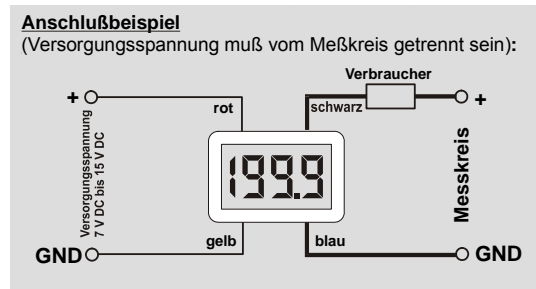 Anschlußbeispiel
(Versorgungsspannung muß vom Meßkreis getrennt sein):
Verbraucher
+
rot
schwarz
+
Versorgungsspannung
7 V DC bis 15 V DC
199.9
Messkreis
gelb
blau
GND
GND